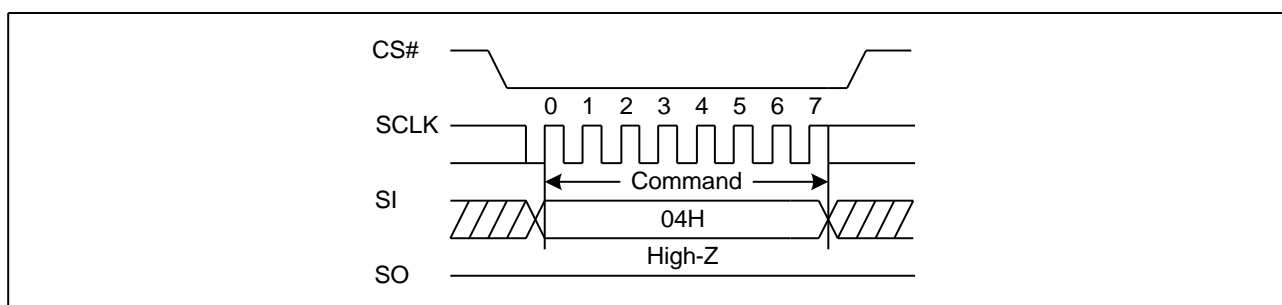 CS#
0 1 2 3 4 5 6 7
SCLK
Command
SI
04H
High-Z
SO